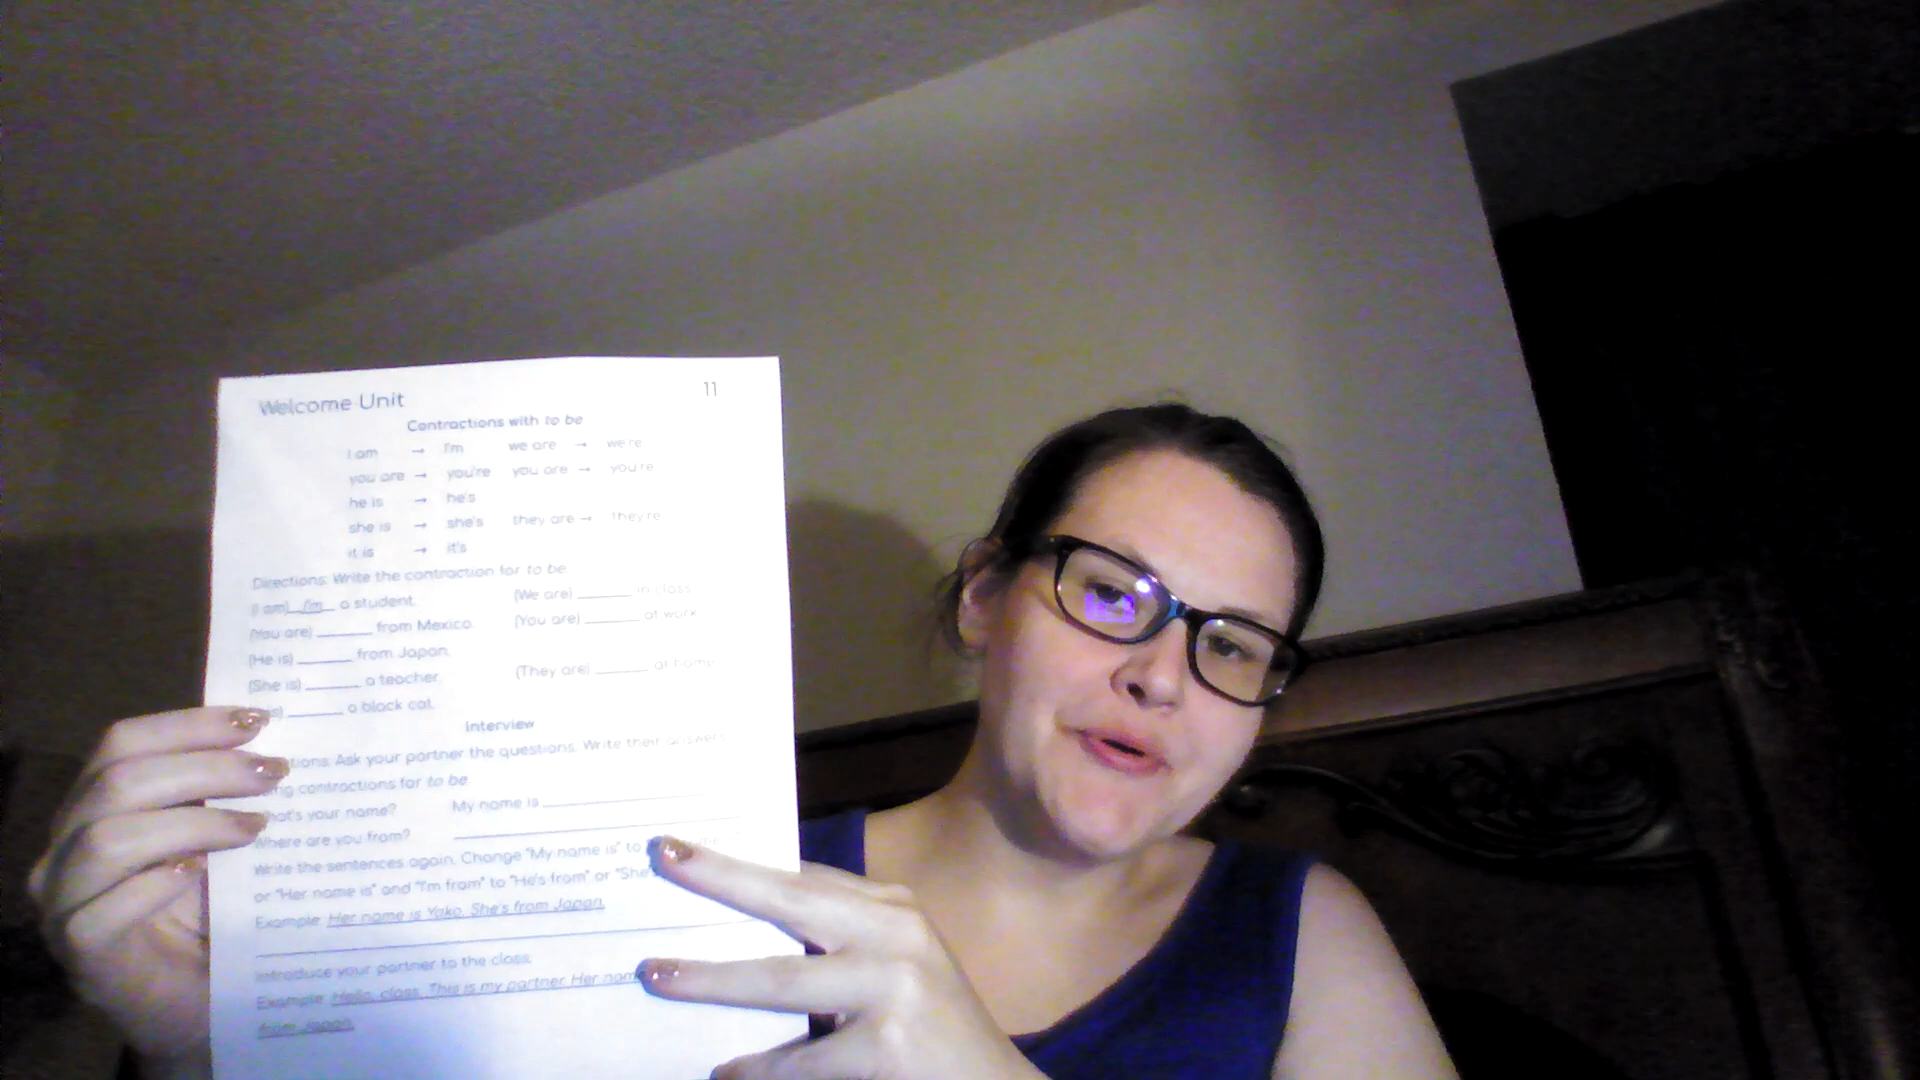 Welcome Unit 11
Contractions with to be
I am → I'm we are → we're
you are → you're you are → you're
he is → he's
she is → she's they are → they're
it is → it's
Directions: Write the contraction for to be.
(I am) I'm a student. (We are) ______ in class.
(You are) ______ from Mexico. (You are) ______ at work.
(He is) ______ from Japan.
(She is) ______ a teacher. (They are) ______ at home.
is) ______ a black cat.
Interview
tions: Ask your partner the questions. Write their answers
contractions for to be.
hat's your name? My name is ______
Where are you from? ______
Write the sentences again. Change "My name is" to
or "Her name is" and "I'm from" to "He's from" or "She's
Example: Her name is Yako. She's from Japan.
Introduce your partner to the class.
Example: Hello, class. This is my partner. Her name
from Japan.